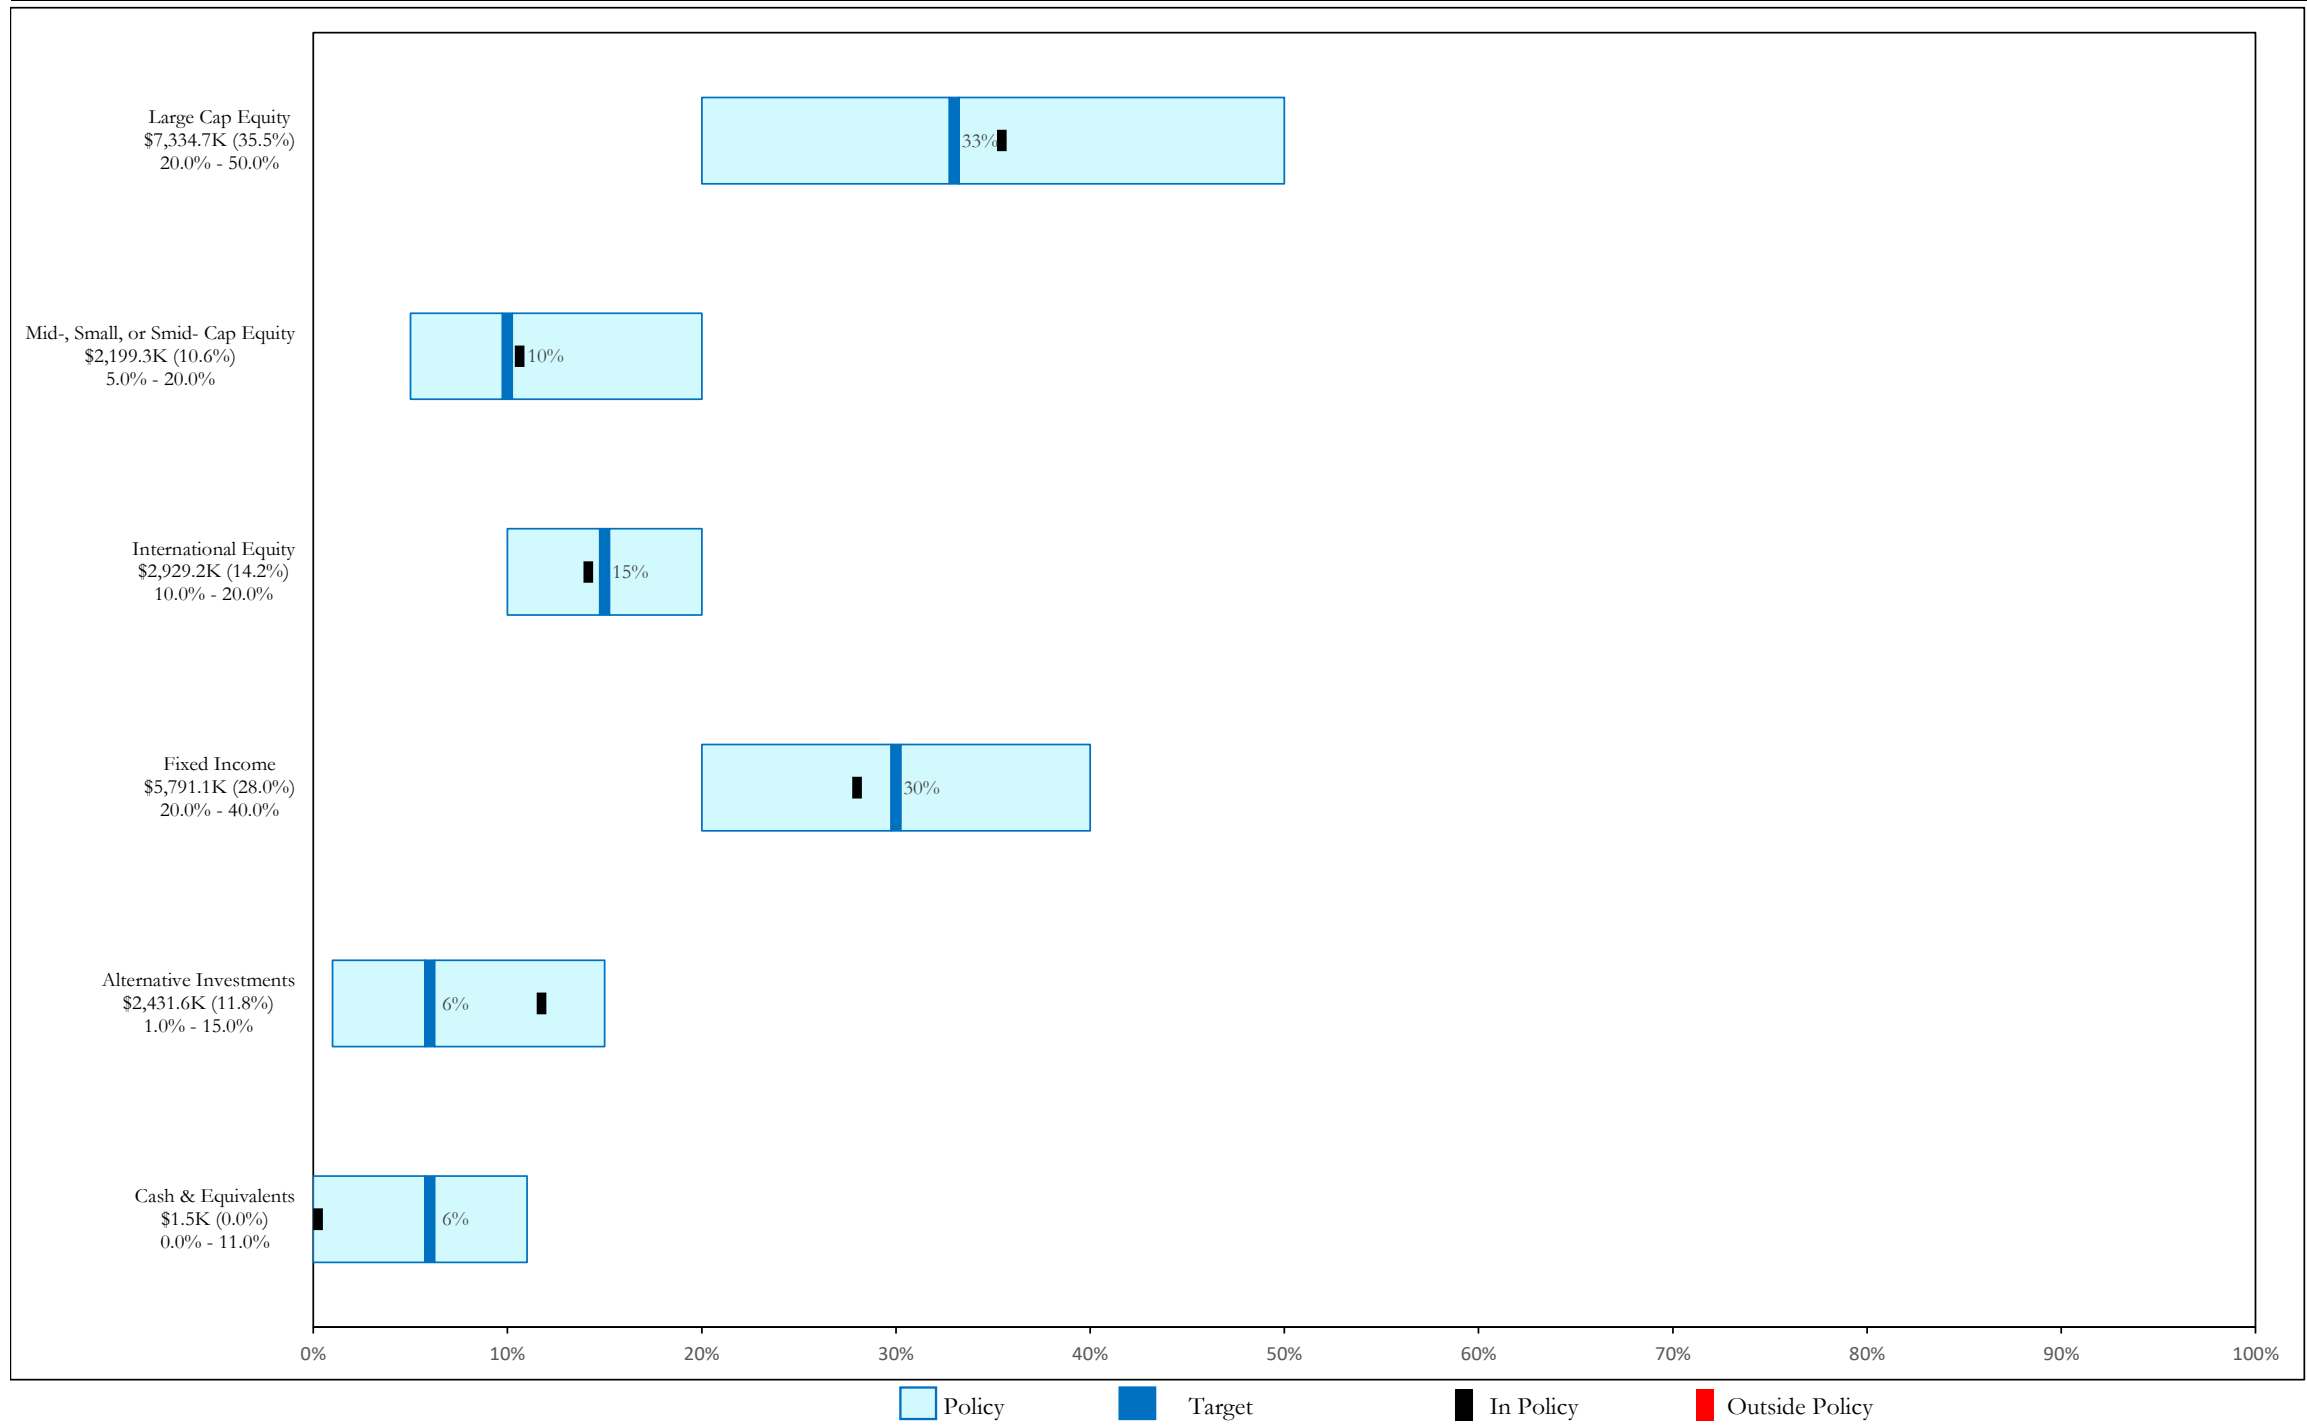 Large Cap Equity
$7,334.7K (35.5%)
20.0% - 50.0%
33%
Mid-, Small, or Smid- Cap Equity
$2,199.3K (10.6%)
5.0% - 20.0%
10%
International Equity
$2,929.2K (14.2%)
10.0% - 20.0%
15%
Fixed Income
$5,791.1K (28.0%)
20.0% - 40.0%
30%
Alternative Investments
$2,431.6K (11.8%)
1.0% - 15.0%
6%
Cash & Equivalents
$1.5K (0.0%)
0.0% - 11.0%
6%
0% 10% 20% 30% 40% 50% 60% 70% 80% 90% 100%
Policy Target In Policy Outside Policy